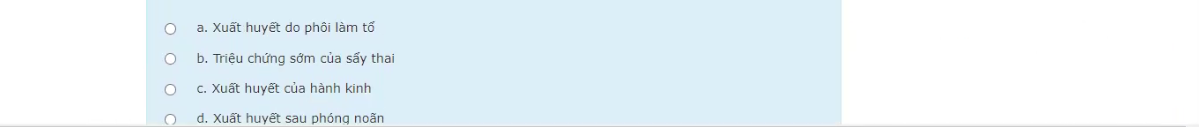 a. Xuất huyết do phôi làm tổ
b. Triệu chứng sớm của sẩy thai
c. Xuất huyết của hành kinh
d. Xuất huyết sau phóng noãn